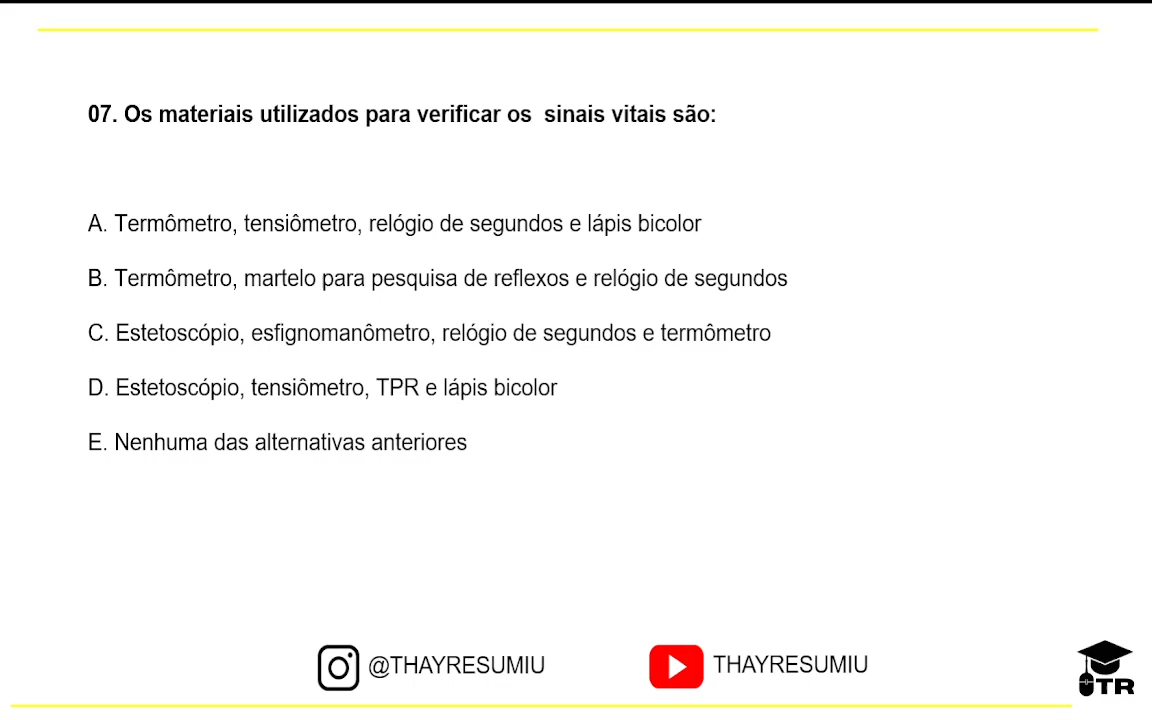 07. Os materiais utilizados para verificar os sinais vitais são:
A. Termômetro, tensiômetro, relógio de segundos e lápis bicolor
B. Termômetro, martelo para pesquisa de reflexos e relógio de segundos
C. Estetoscópio, esfignomanômetro, relógio de segundos e termômetro
D. Estetoscópio, tensiômetro, TPR e lápis bicolor
E. Nenhuma das alternativas anteriores
@THAYRESUMIU THAYRESUMIU
TR